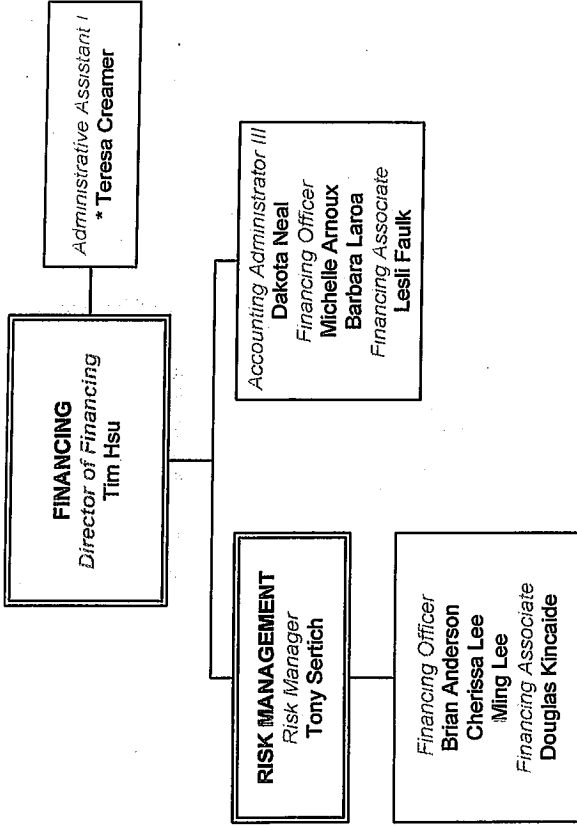 FINANCING
Director of Financing
Tim Hsu
Administrative Assistant I
* Teresa Creamer
RISK MANAGEMENT
Risk Manager
Tony Sertich
Accounting Administrator III
Dakota Neal
Financing Officer
Michelle Arnoux
Barbara Laroa
Financing Associate
Lesli Faulk
Financing Officer
Brian Anderson
Cherissa Lee
Ming Lee
Financing Associate
Douglas Kincaide